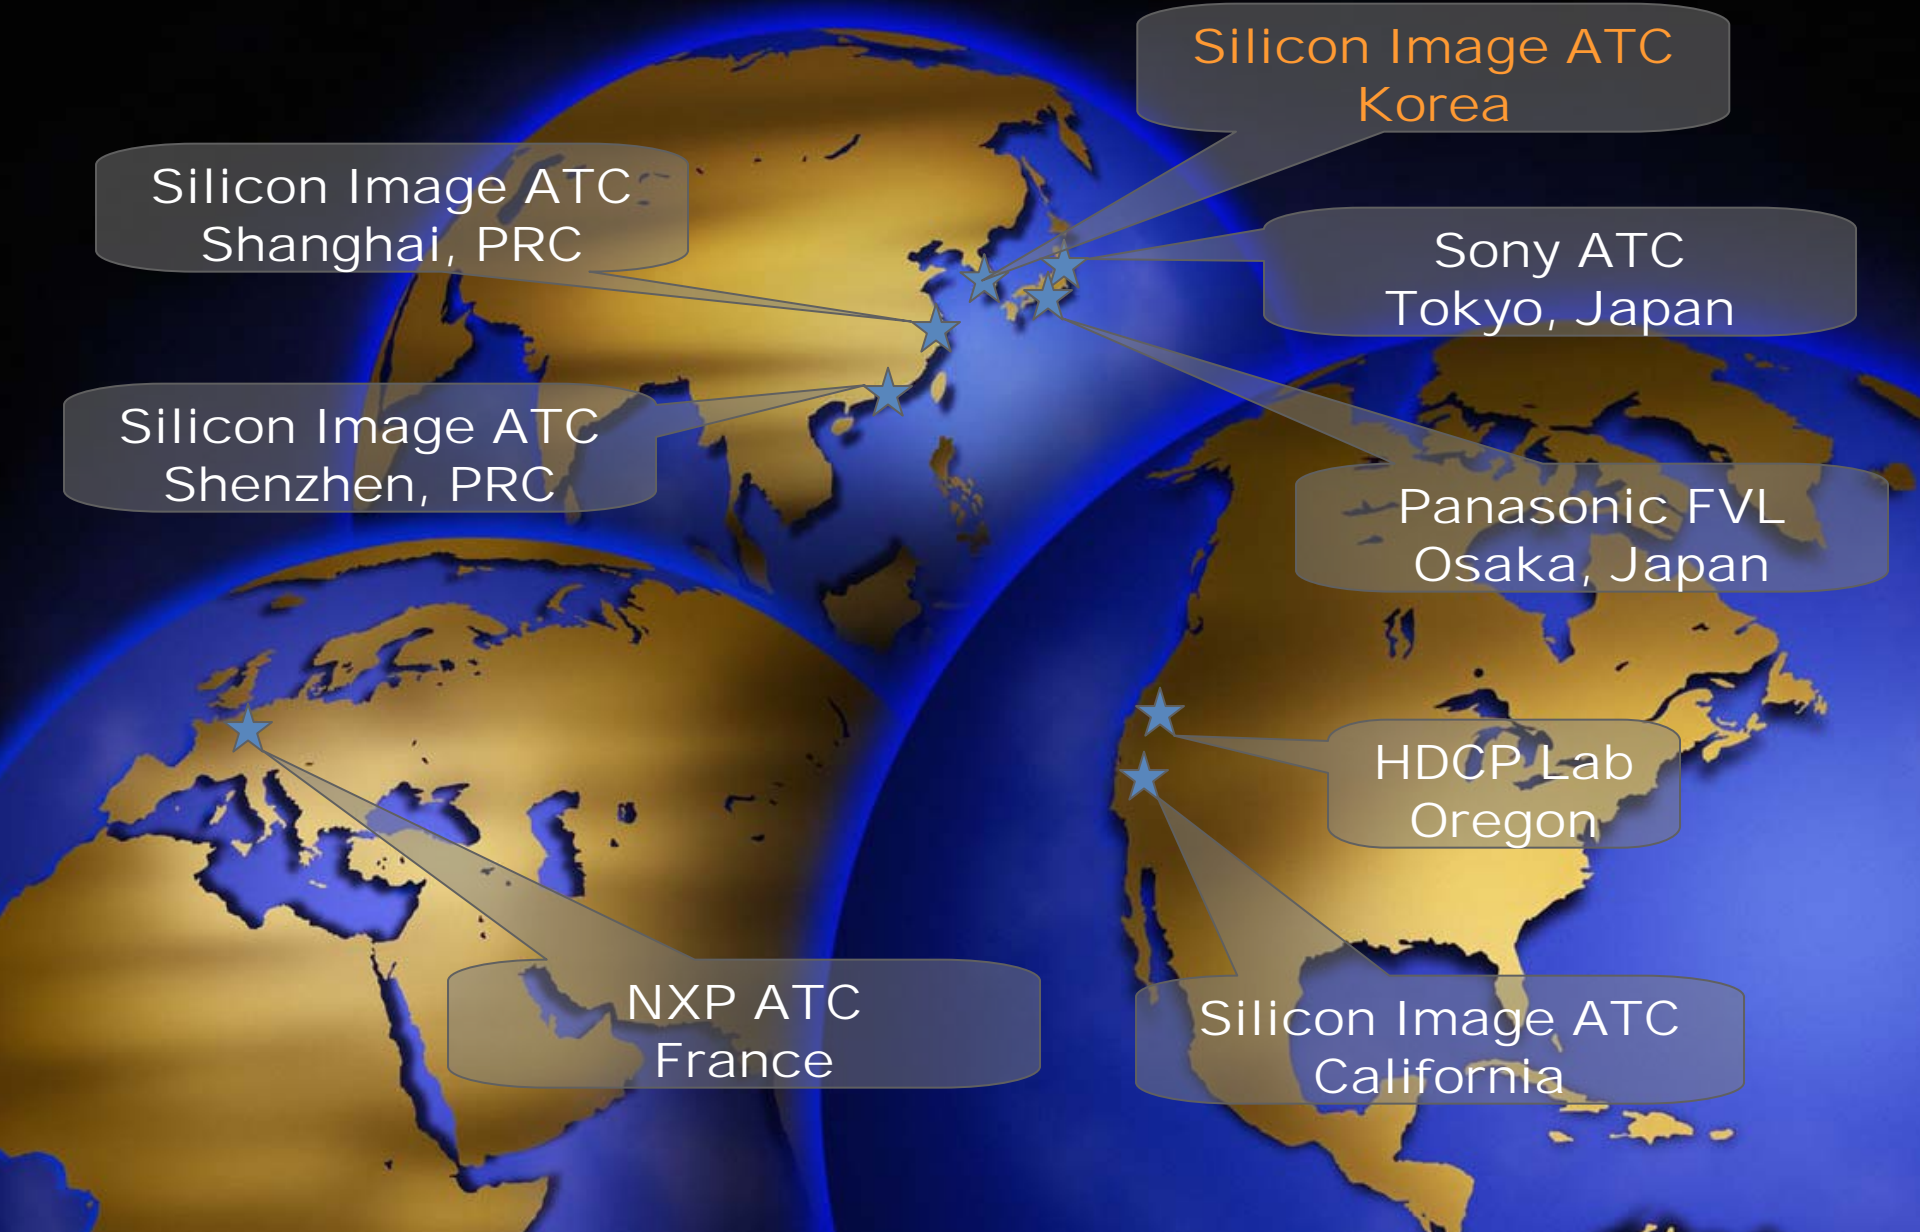 Silicon Image ATC
Korea
Silicon Image ATC
Shanghai, PRC
Sony ATC
Tokyo, Japan
Silicon Image ATC
Shenzhen, PRC
Panasonic FVL
Osaka, Japan
HDCP Lab
Oregon
NXP ATC
France
Silicon Image ATC
California